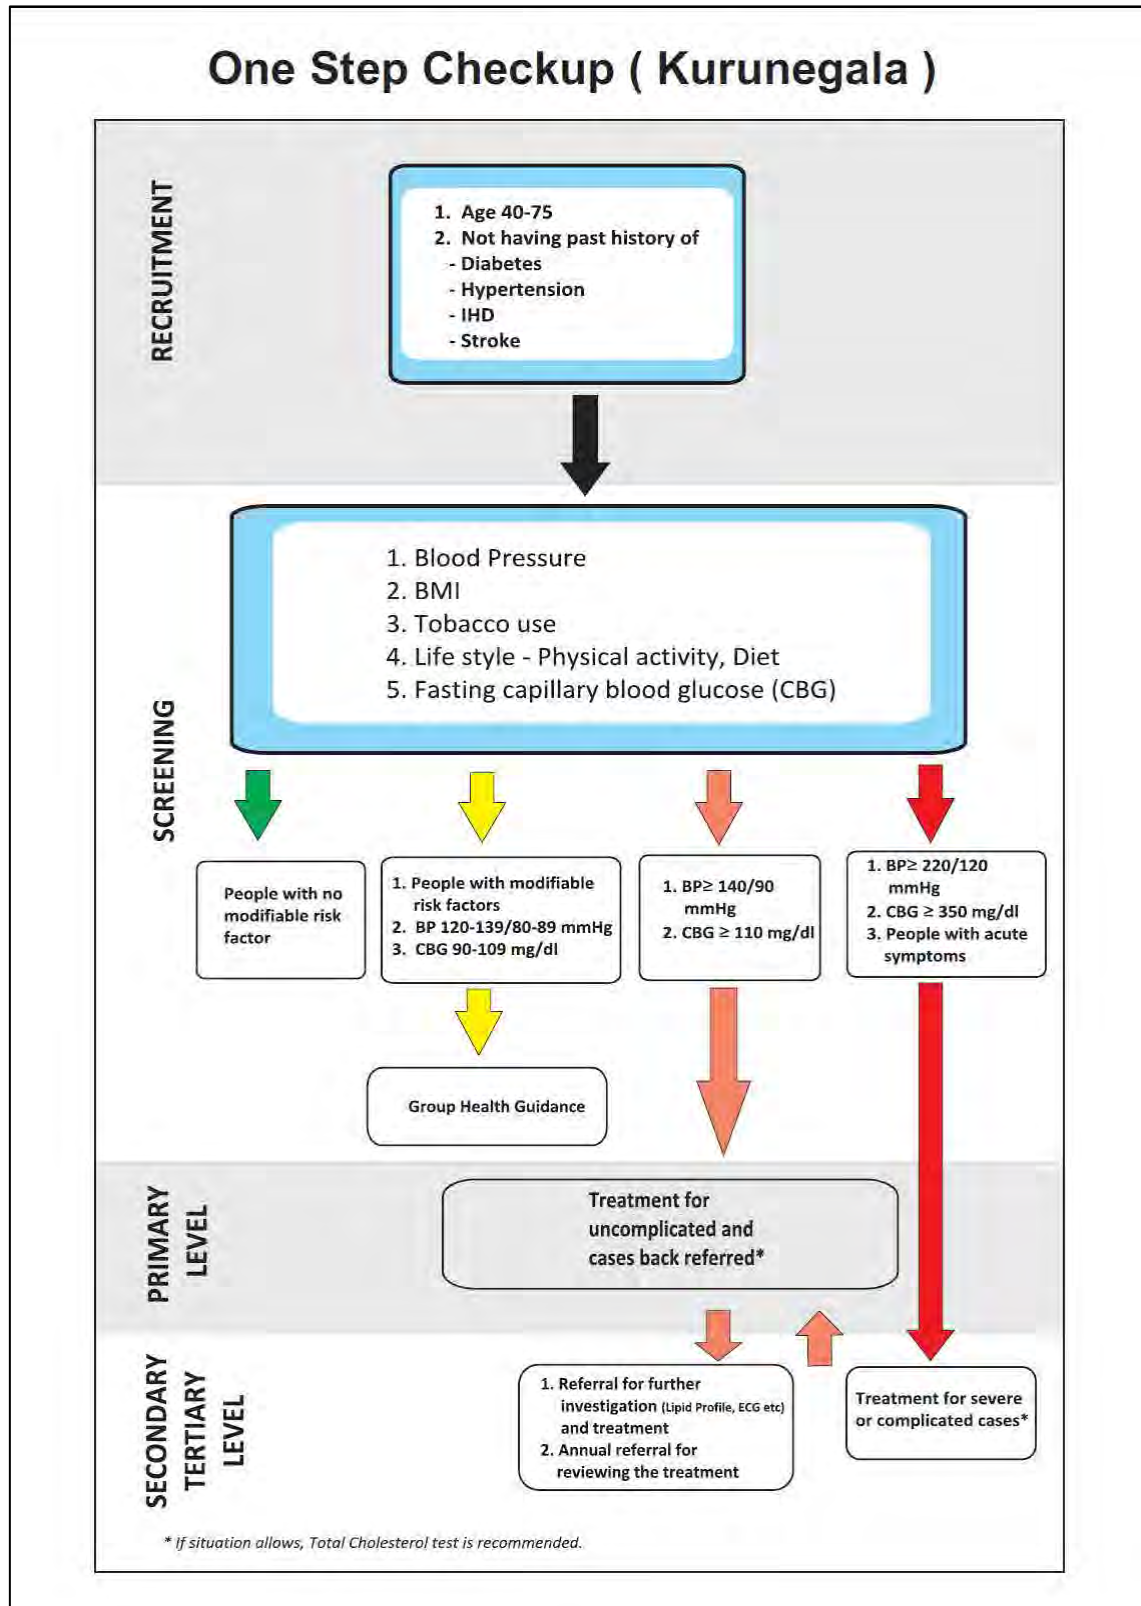 One Step Checkup ( Kurunegala )
RECRUITMENT
1. Age 40-75
2. Not having past history of
- Diabetes
- Hypertension
- IHD
- Stroke
SCREENING
1. Blood Pressure
2. BMI
3. Tobacco use
4. Life style - Physical activity, Diet
5. Fasting capillary blood glucose (CBG)
People with no
modifiable risk
factor
1. People with modifiable
risk factors
2. BP 120-139/80-89 mmHg
3. CBG 90-109 mg/dl
1. BP≥ 140/90
mmHg
2. CBG ≥ 110 mg/dl
1. BP≥ 220/120
mmHg
2. CBG ≥ 350 mg/dl
3. People with acute
symptoms
Group Health Guidance
PRIMARY
LEVEL
Treatment for
uncomplicated and
cases back referred*
SECONDARY
TERTIARY
LEVEL
1. Referral for further
investigation (Lipid Profile, ECG etc)
and treatment
2. Annual referral for
reviewing the treatment
Treatment for severe
or complicated cases*
* If situation allows, Total Cholesterol test is recommended.